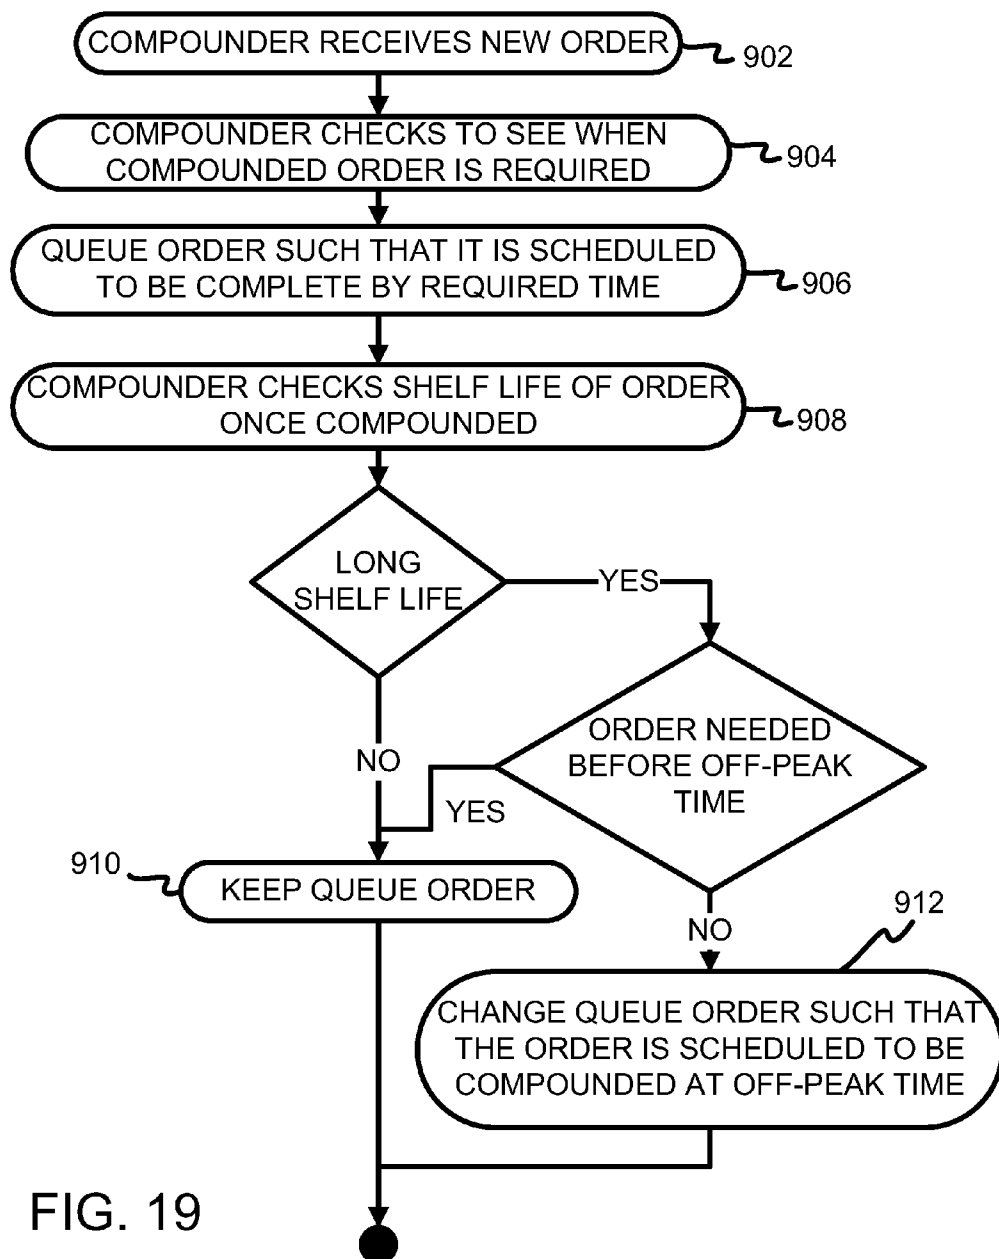 COMPOUNDER RECEIVES NEW ORDER
902
COMPOUNDER CHECKS TO SEE WHEN
COMPOUNDED ORDER IS REQUIRED
904
QUEUE ORDER SUCH THAT IT IS SCHEDULED
TO BE COMPLETE BY REQUIRED TIME
906
COMPOUNDER CHECKS SHELF LIFE OF ORDER
ONCE COMPOUNDED
908
LONG
SHELF LIFE
YES
ORDER NEEDED
BEFORE OFF-PEAK
TIME
NO
YES
910
KEEP QUEUE ORDER
NO
912
CHANGE QUEUE ORDER SUCH THAT
THE ORDER IS SCHEDULED TO BE
COMPOUNDED AT OFF-PEAK TIME
FIG. 19